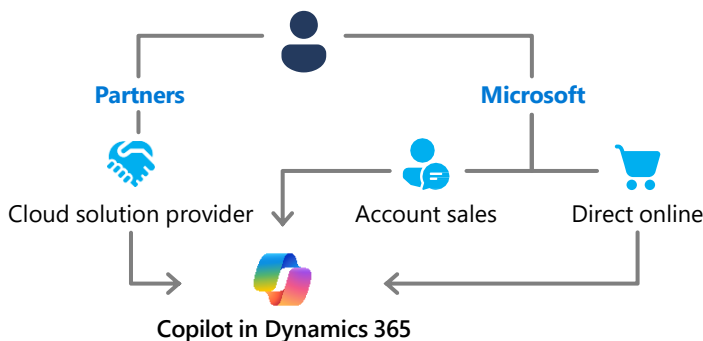 Partners
Microsoft
Cloud solution provider
Account sales
Direct online
Copilot in Dynamics 365